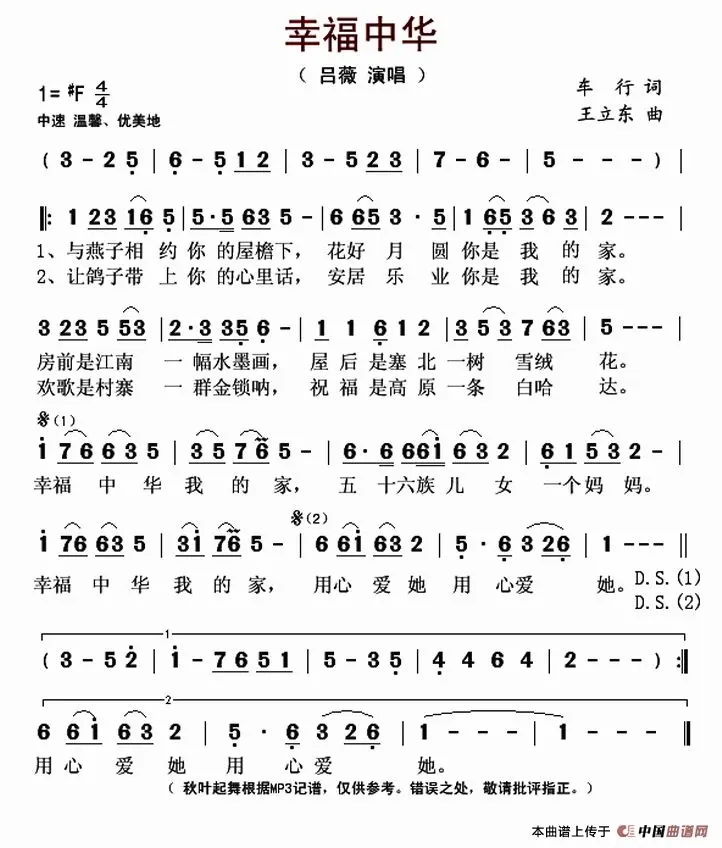 幸福中华
（ 吕薇 演唱 ）
1= #F 4/4
车 行 词
中速 温馨、优美地
王立东 曲
( 3 - 2 5̣ | 6̣ - 5̣ 1 2 | 3 - 5 2 3 | 7̣ - 6̣ - | 5̣ - - - ) |
‖: 1 2 3 1 6̣ 5̣ | 5̣· 5̣ 6 3 5 - | 6 6 5 3 · 5 | 1 6̣ 5̣ 3 6 3 | 2 - - - |
1、与燕子相 约 你 的屋檐下， 花好 月 圆 你是 我 的 家。
2、让鸽子带 上 你 的心里话， 安居 乐 业 你是 我 的 家。
3 2 3 5 5 3 | 2· 3 3 5̣ 6̣ - | 1 1 6̣ 1 2 | 3 5 3 7 6 3 | 5 - - - |
房前是江南 一 幅水墨画， 屋 后 是塞 北 一树 雪绒 花。
欢歌是村寨 一 群金锁呐， 祝 福 是高 原 一条 白哈 达。
𝄋(1)
i 7 6 6 3 5 | 3 5 7 6 5 - | 6· 6 6 6 i 6 3 2 | 6̣ 1 5 3 2 - |
幸福 中 华 我 的 家， 五 十六族 儿 女 一个 妈 妈。
𝄋(2)
i 7 6 6 3 5 | 3 i 7 6 5 - | 6 6 i 6 3 2 | 5̣ · 6̣ 3 2 6̣ | 1 - - - ‖
幸福 中 华 我 的 家， 用心 爱 她 用 心爱 她。 D.S.(1)
D.S.(2)
1
( 3 - 5 2̇ | i - 7 6 5 1 | 5 - 3 5̣ | 4̣ 4 6 4 | 2 - - - ) :‖
2
6 6 i 6 3 2 | 5̣ · 6̣ 3 2 6̣ | 1 - - - | 1 - - - ‖
用 心 爱 她 用 心 爱 她。
（ 秋叶起舞根据MP3记谱，仅供参考。错误之处，敬请批评指正。）
本曲谱上传于 中国曲谱网